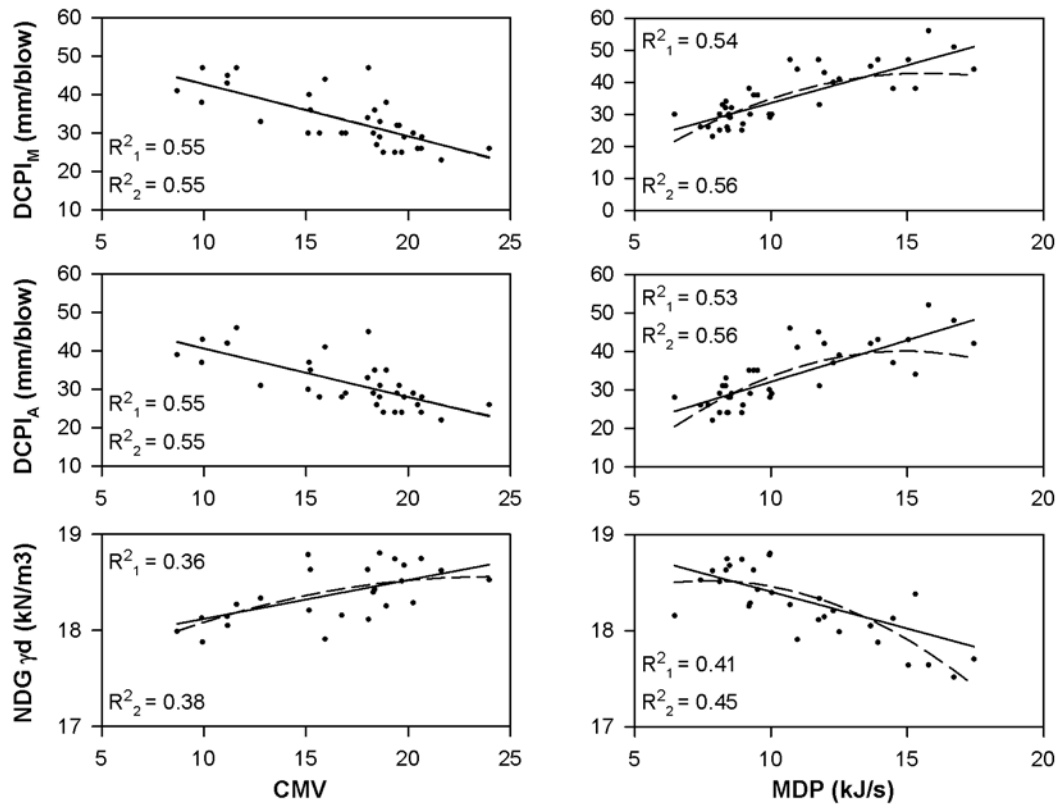 60
50
40
30
20
10
5 10 15 20 25
DCPI_M (mm/blow)
R²₁ = 0.55
R²₂ = 0.55
60
50
40
30
20
10
0
5 10 15 20
R²₁ = 0.54
R²₂ = 0.56
60
50
40
30
20
10
5 10 15 20 25
DCPI_A (mm/blow)
R²₁ = 0.55
R²₂ = 0.55
60
50
40
30
20
10
5 10 15 20
R²₁ = 0.53
R²₂ = 0.56
19
18
17
5 10 15 20 25
NDG γd (kN/m3)
R²₁ = 0.36
R²₂ = 0.38
CMV
19
18
17
5 10 15 20
R²₁ = 0.41
R²₂ = 0.45
MDP (kJ/s)